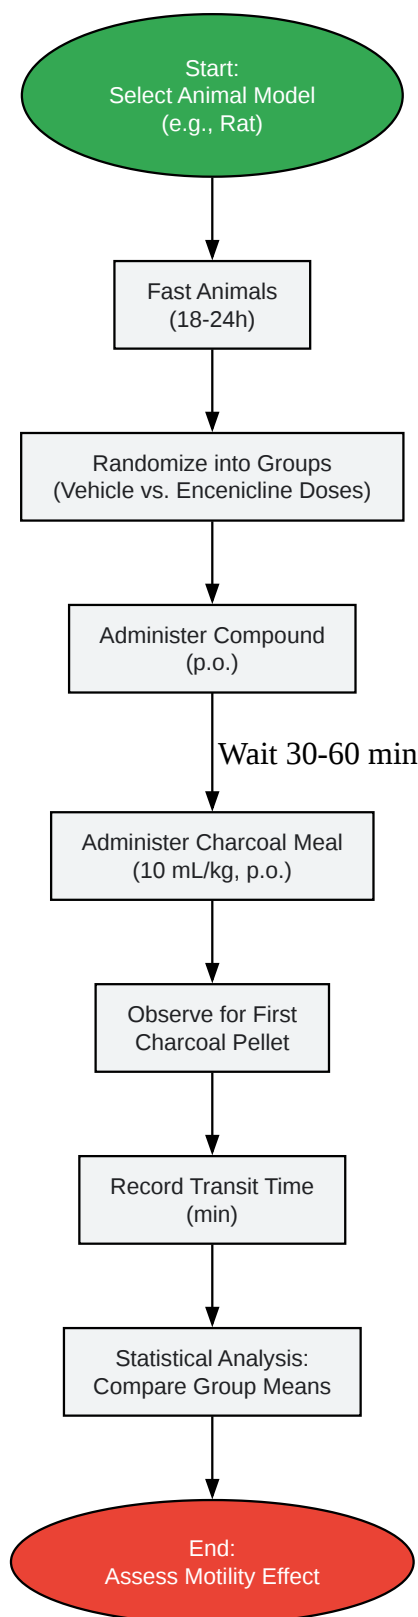 Start:
Select Animal Model
(e.g., Rat)
Fast Animals
(18-24h)
Randomize into Groups
(Vehicle vs. Encenicline Doses)
Administer Compound
(p.o.)
Wait 30-60 min
Administer Charcoal Meal
(10 mL/kg, p.o.)
Observe for First
Charcoal Pellet
Record Transit Time
(min)
Statistical Analysis:
Compare Group Means
End:
Assess Motility Effect